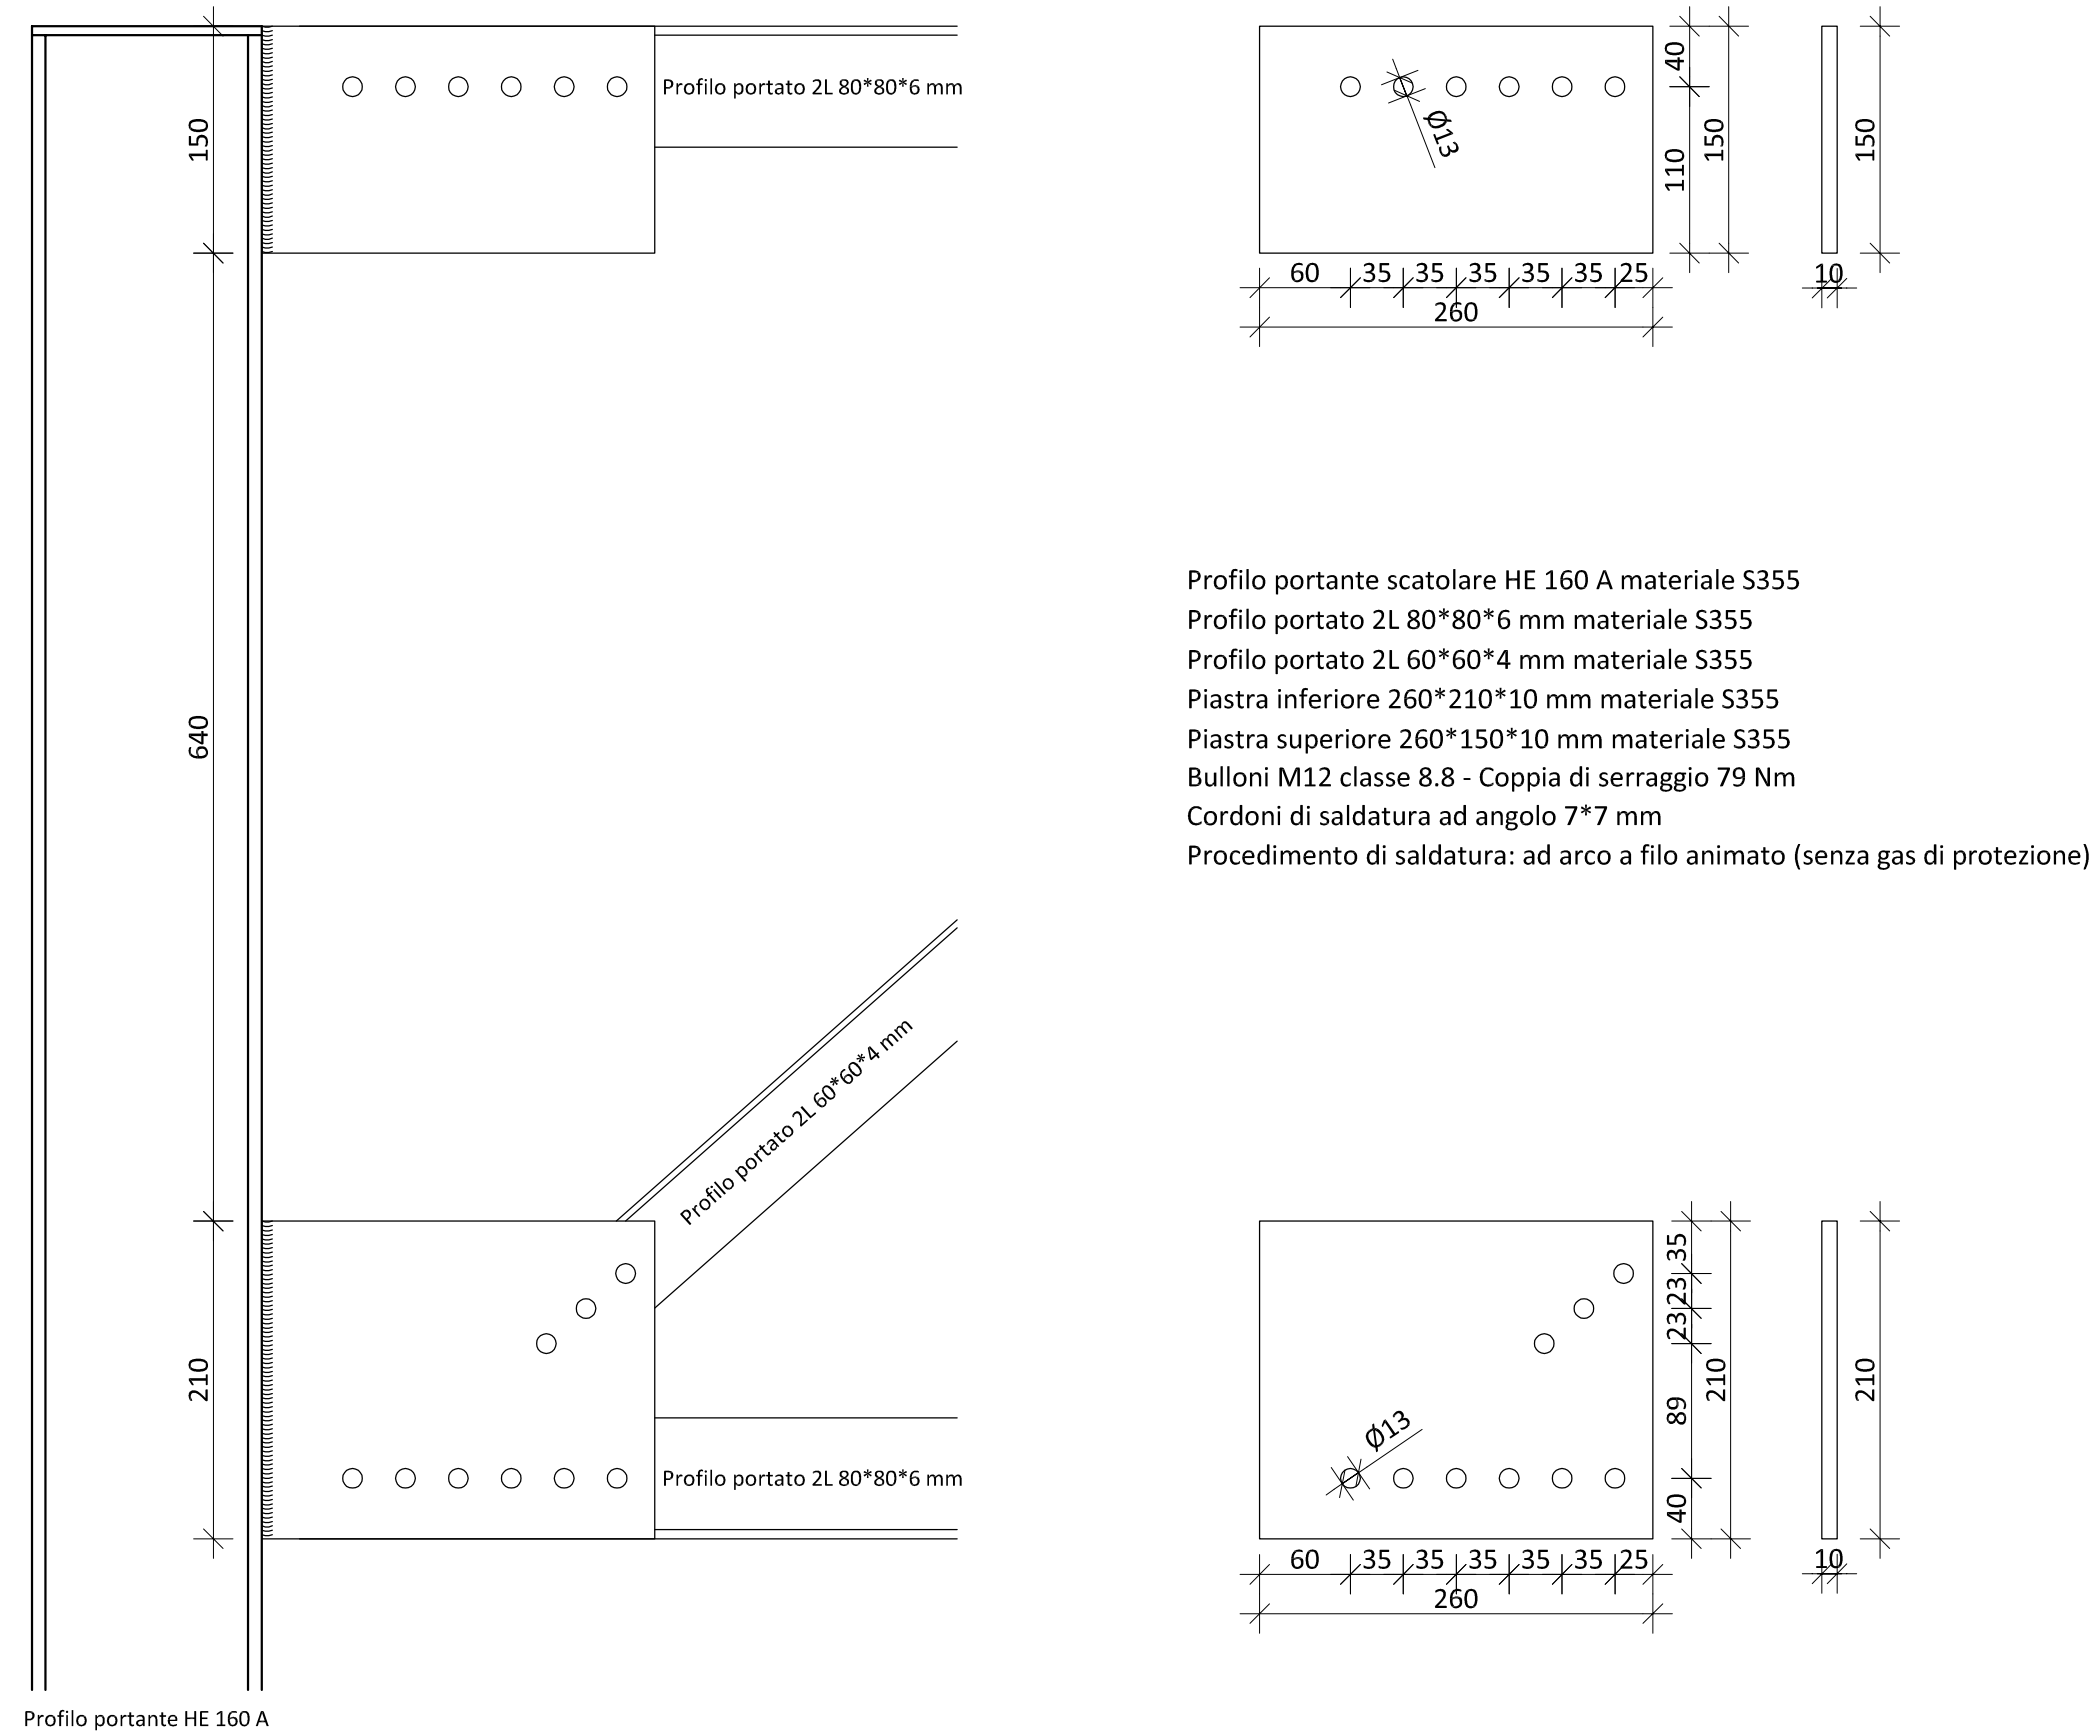 150
Profilo portato 2L 80*80*6 mm
640
Profilo portato 2L 60*60*4 mm
210
Profilo portato 2L 80*80*6 mm
Profilo portante HE 160 A
Ø13
40
110
150
150
60 35 35 35 35 35 25
260
10
Profilo portante scatolare HE 160 A materiale S355
Profilo portato 2L 80*80*6 mm materiale S355
Profilo portato 2L 60*60*4 mm materiale S355
Piastra inferiore 260*210*10 mm materiale S355
Piastra superiore 260*150*10 mm materiale S355
Bulloni M12 classe 8.8 - Coppia di serraggio 79 Nm
Cordoni di saldatura ad angolo 7*7 mm
Procedimento di saldatura: ad arco a filo animato (senza gas di protezione)
Ø13
35
23
23
89
40
210
210
60 35 35 35 35 35 25
260
10